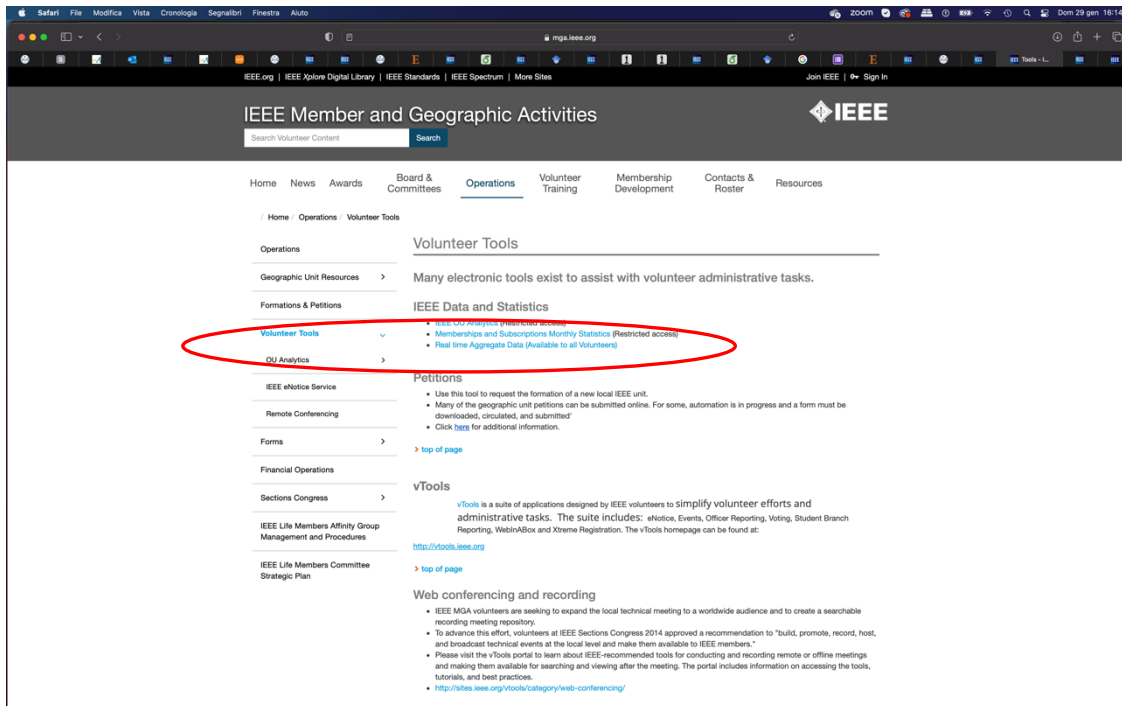 Safari File Modifica Vista Cronologia Segnalibri Finestra Aiuto zoom Dom 29 gen 16:14
mga.ieee.org
Tools - I...
IEEE.org | IEEE Xplore Digital Library | IEEE Standards | IEEE Spectrum | More Sites Join IEEE | Sign In
IEEE Member and Geographic Activities
IEEE
Search Volunteer Content Search
Home News Awards Board & Committees Operations Volunteer Training Membership Development Contacts & Roster Resources
/ Home / Operations / Volunteer Tools
Operations
Geographic Unit Resources >
Formations & Petitions
Volunteer Tools
OU Analytics >
IEEE eNotice Service
Remote Conferencing
Forms >
Financial Operations
Sections Congress >
IEEE Life Members Affinity Group
Management and Procedures
IEEE Life Members Committee
Strategic Plan
Volunteer Tools
Many electronic tools exist to assist with volunteer administrative tasks.
IEEE Data and Statistics
• IEEE OU Analytics (Restricted access)
• Memberships and Subscriptions Monthly Statistics (Restricted access)
• Real time Aggregate Data (Available to all Volunteers)
Petitions
• Use this tool to request the formation of a new local IEEE unit.
• Many of the geographic unit petitions can be submitted online. For some, automation is in progress and a form must be
downloaded, circulated, and submitted'
• Click here for additional information.
> top of page
vTools
vTools is a suite of applications designed by IEEE volunteers to simplify volunteer efforts and
administrative tasks. The suite includes: eNotice, Events, Officer Reporting, Voting, Student Branch
Reporting, WebInABox and Xtreme Registration. The vTools homepage can be found at:
http://vtools.ieee.org
> top of page
Web conferencing and recording
• IEEE MGA volunteers are seeking to expand the local technical meeting to a worldwide audience and to create a searchable
recording meeting repository.
• To advance this effort, volunteers at IEEE Sections Congress 2014 approved a recommendation to "build, promote, record, host,
and broadcast technical events at the local level and make them available to IEEE members."
• Please visit the vTools portal to learn about IEEE-recommended tools for conducting and recording remote or offline meetings
and making them available for searching and viewing after the meeting. The portal includes information on accessing the tools,
tutorials, and best practices.
• http://sites.ieee.org/vtools/category/web-conferencing/